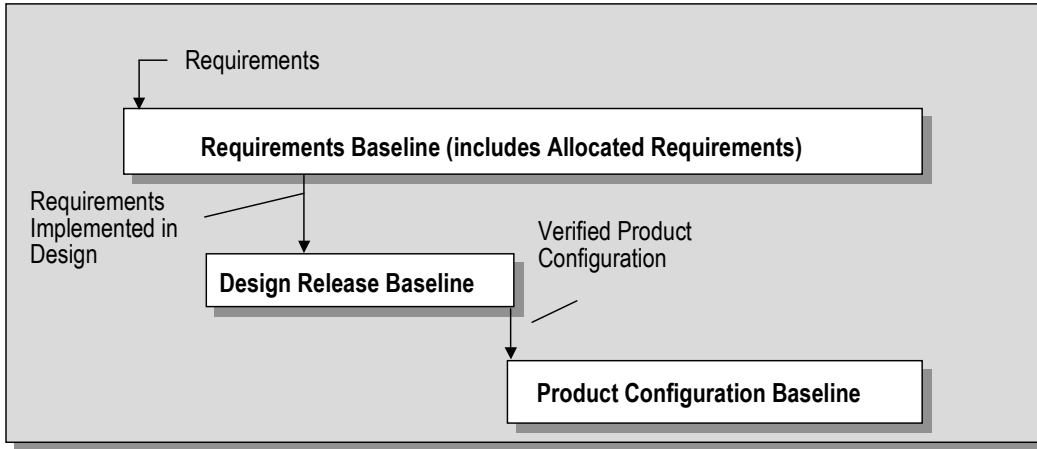 Requirements
Requirements Baseline (includes Allocated Requirements)
Requirements
Implemented in
Design
Verified Product
Configuration
Design Release Baseline
Product Configuration Baseline